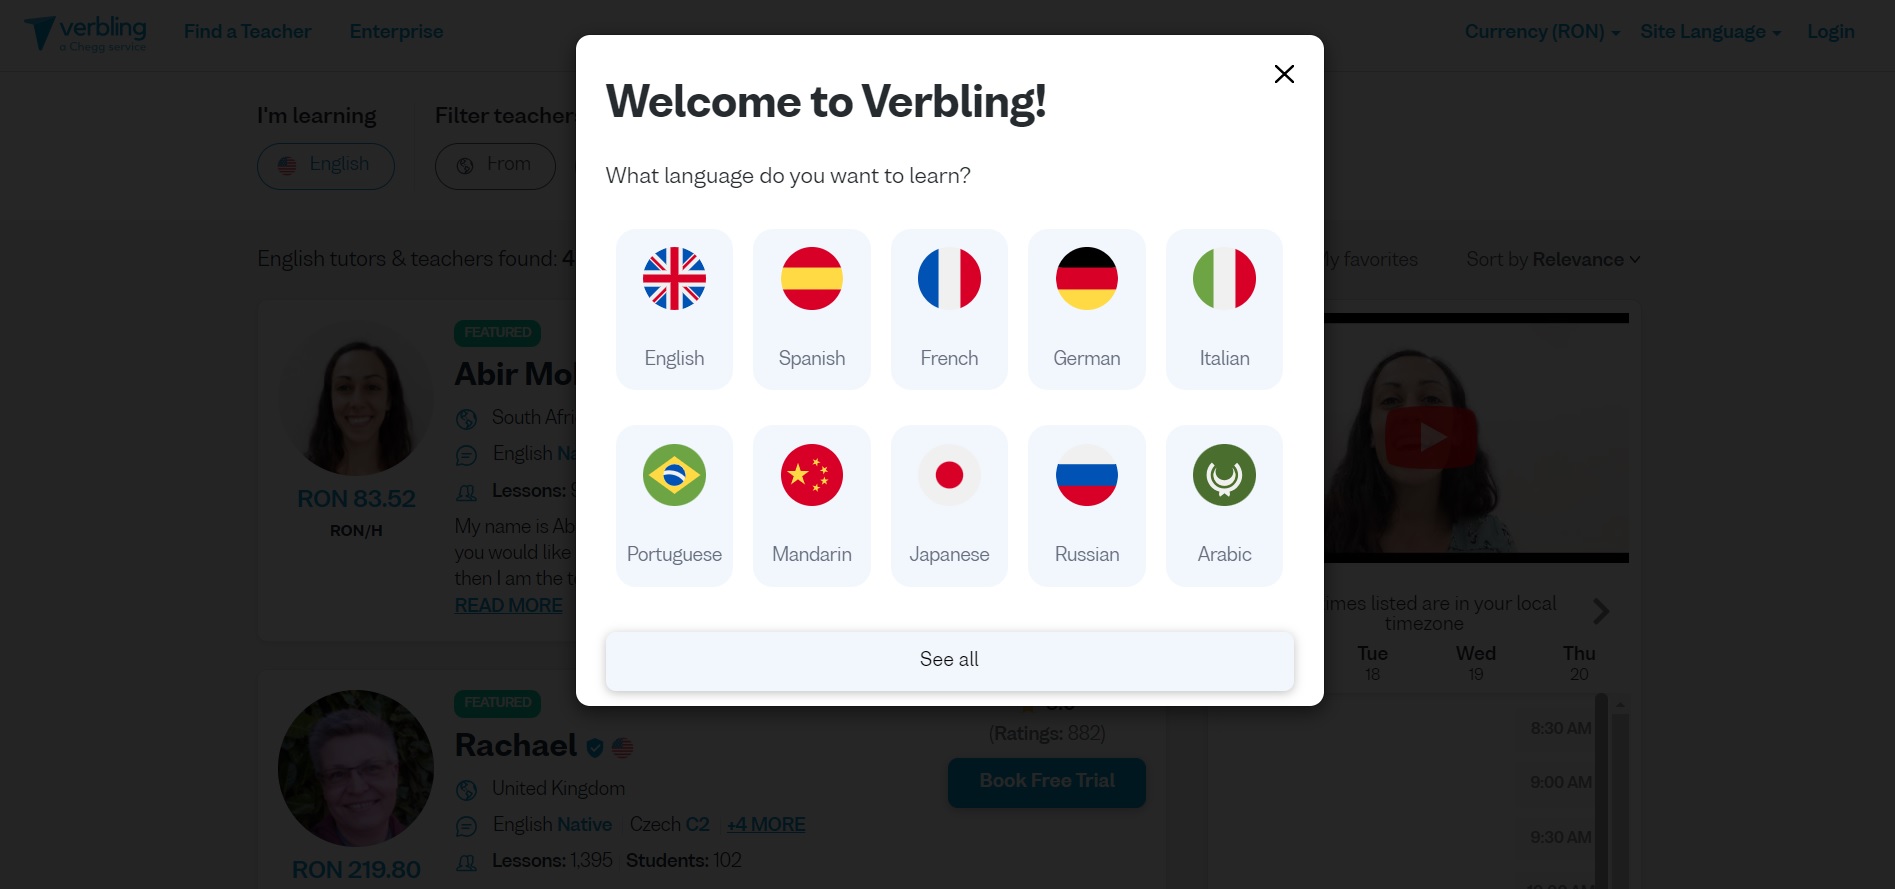 verbling
a Chegg service
Find a Teacher
Enterprise
Currency (RON)
Site Language
Login
I'm learning
Filter teacher
English
From
English tutors & teachers found: 4
My favorites
Sort by Relevance
Welcome to Verbling!
What language do you want to learn?
English
Spanish
French
German
Italian
Portuguese
Mandarin
Japanese
Russian
Arabic
See all
FEATURED
Abir Mo
South Afri
English Na
Lessons:
RON 83.52
RON/H
My name is Ab
you would like
then I am the t
READ MORE
imes listed are in your local
timezone
Tue
Wed
Thu
18
19
20
8:30 AM
9:00 AM
9:30 AM
FEATURED
Rachael
United Kingdom
English Native
Czech C2
+4 MORE
Lessons: 1,395
Students: 102
RON 219.80
(Ratings: 882)
Book Free Trial